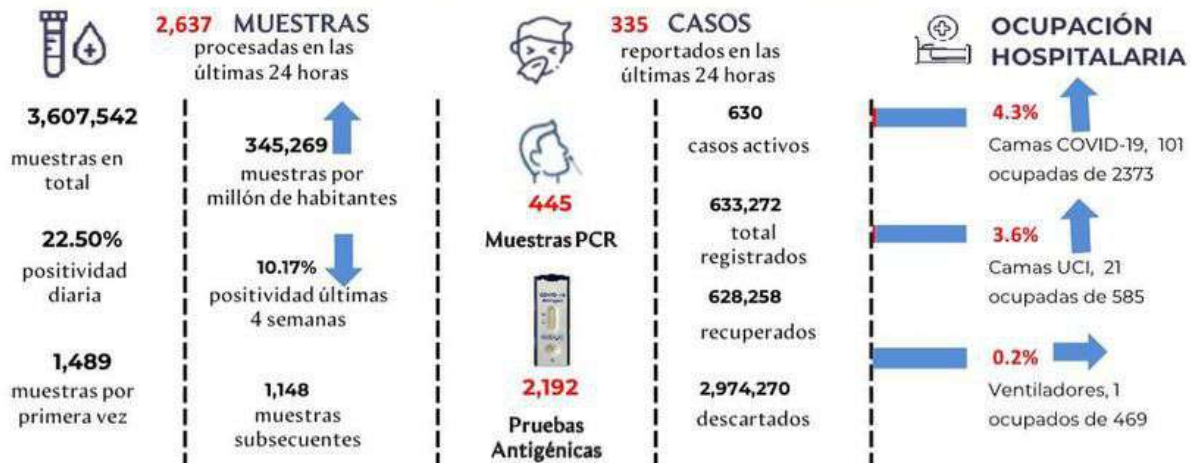 2,637 MUESTRAS
procesadas en las
últimas 24 horas
3,607,542
muestras en
total
22.50%
positividad
diaria
1,489
muestras por
primera vez
345,269
muestras por
millón de habitantes
10.17%
positividad últimas
4 semanas
1,148
muestras
subsecuentes
335 CASOS
reportados en las
últimas 24 horas
445
Muestras PCR
2,192
Pruebas
Antigénicas
630
casos activos
633,272
total
registrados
628,258
recuperados
2,974,270
descartados
OCUPACIÓN
HOSPITALARIA
4.3%
Camas COVID-19, 101
ocupadas de 2373
3.6%
Camas UCI, 21
ocupadas de 585
0.2%
Ventiladores, 1
ocupados de 469